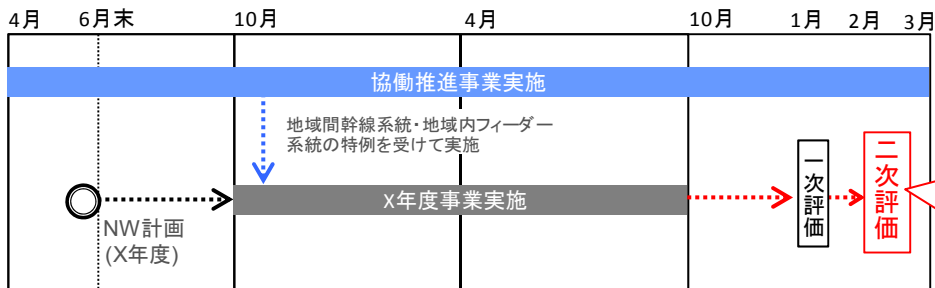 4月 6月末 10月 4月 10月 1月 2月 3月
協働推進事業実施
地域間幹線系統・地域内フィーダー
系統の特例を受けて実施
X年度事業実施
NW計画
(X年度)
一次評価
二次評価